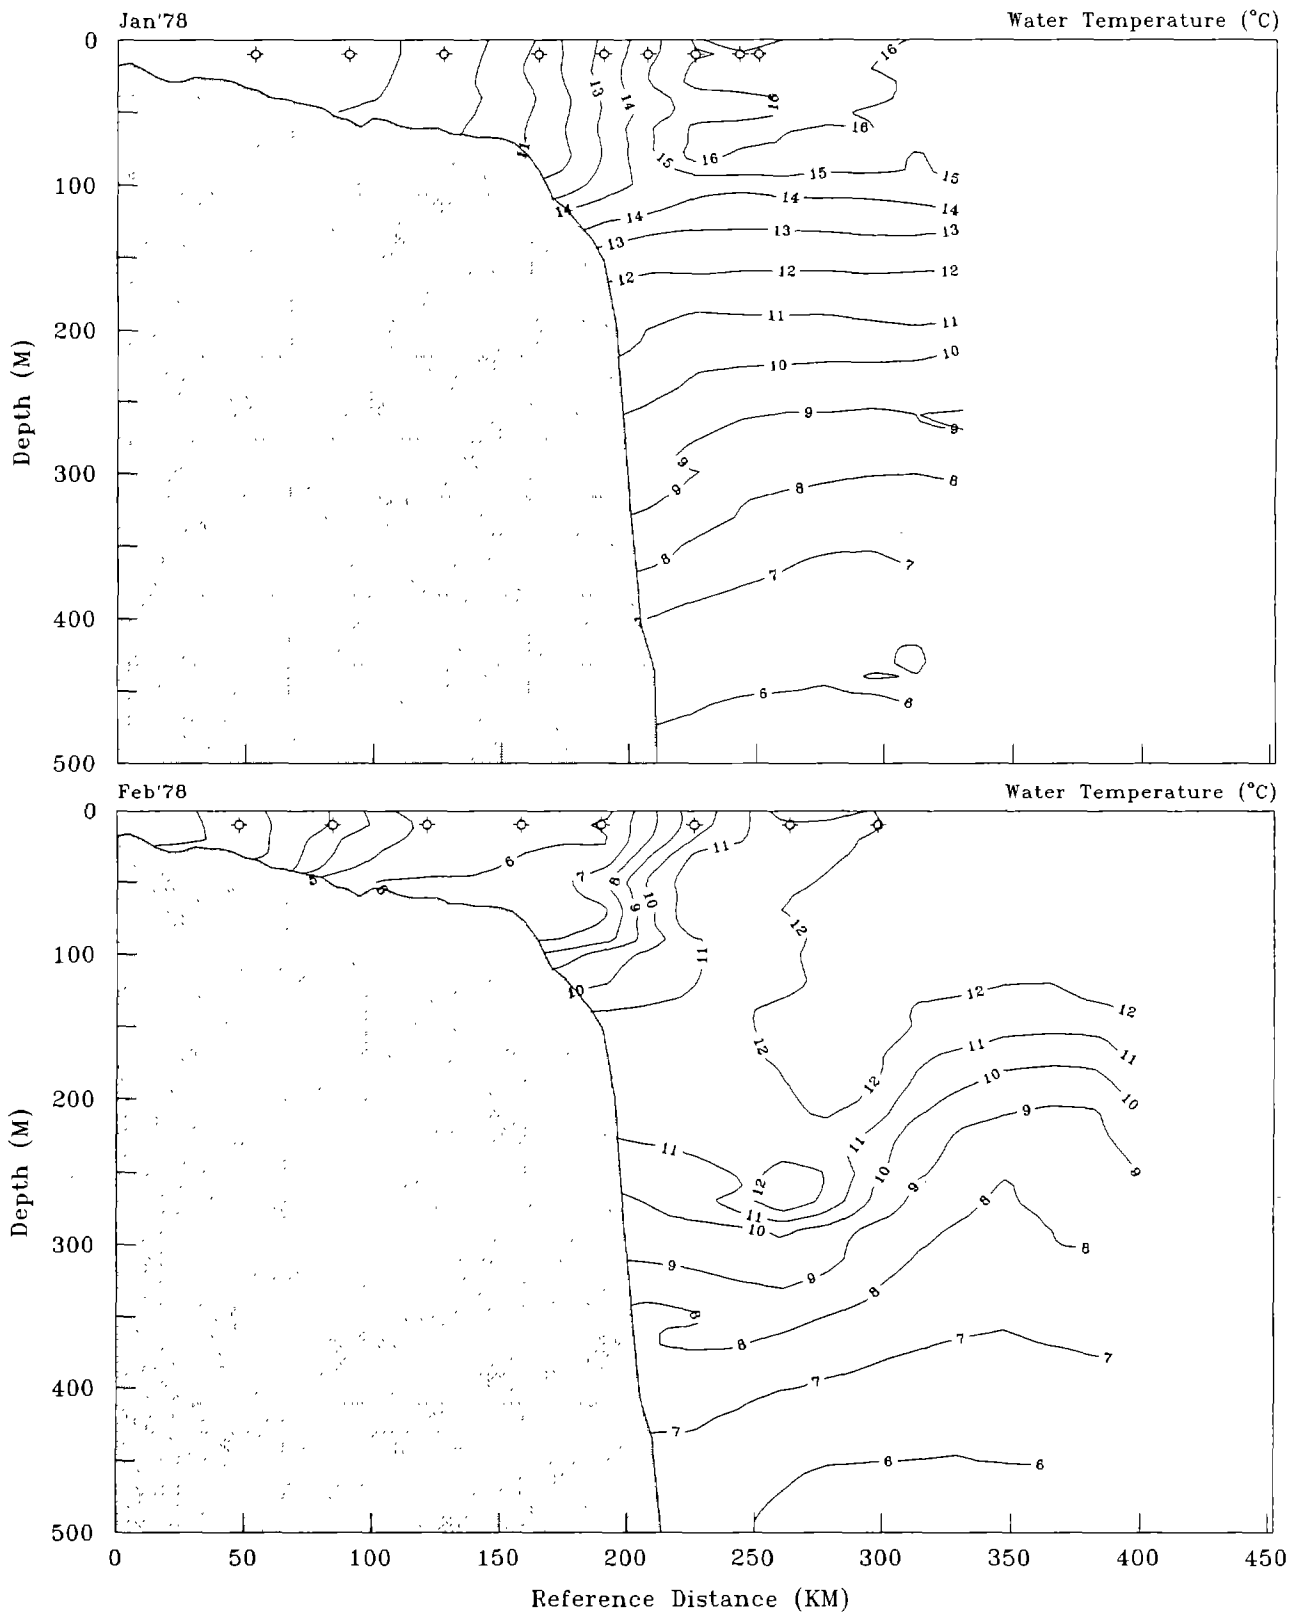 Jan'78 Water Temperature (°C)
0
100
200
300
400
500
Depth (M)
16
13 14 16
11 15 16 16
15 15
14 14 14 14
13 13 13
12 12 12
11 11
10 10
9 9
9
9
8 8
8
7 7
7
6 6
Feb'78 Water Temperature (°C)
0
100
200
300
400
500
Depth (M)
11
6
5 6 7 8
9 10
12
11
10
12 12
12 11 11
12 10 10
11 11 9
12 10 9 9
11
10 8 8
9 9
8 8
8
7 7
7
7
6 6
0 50 100 150 200 250 300 350 400 450
Reference Distance (KM)